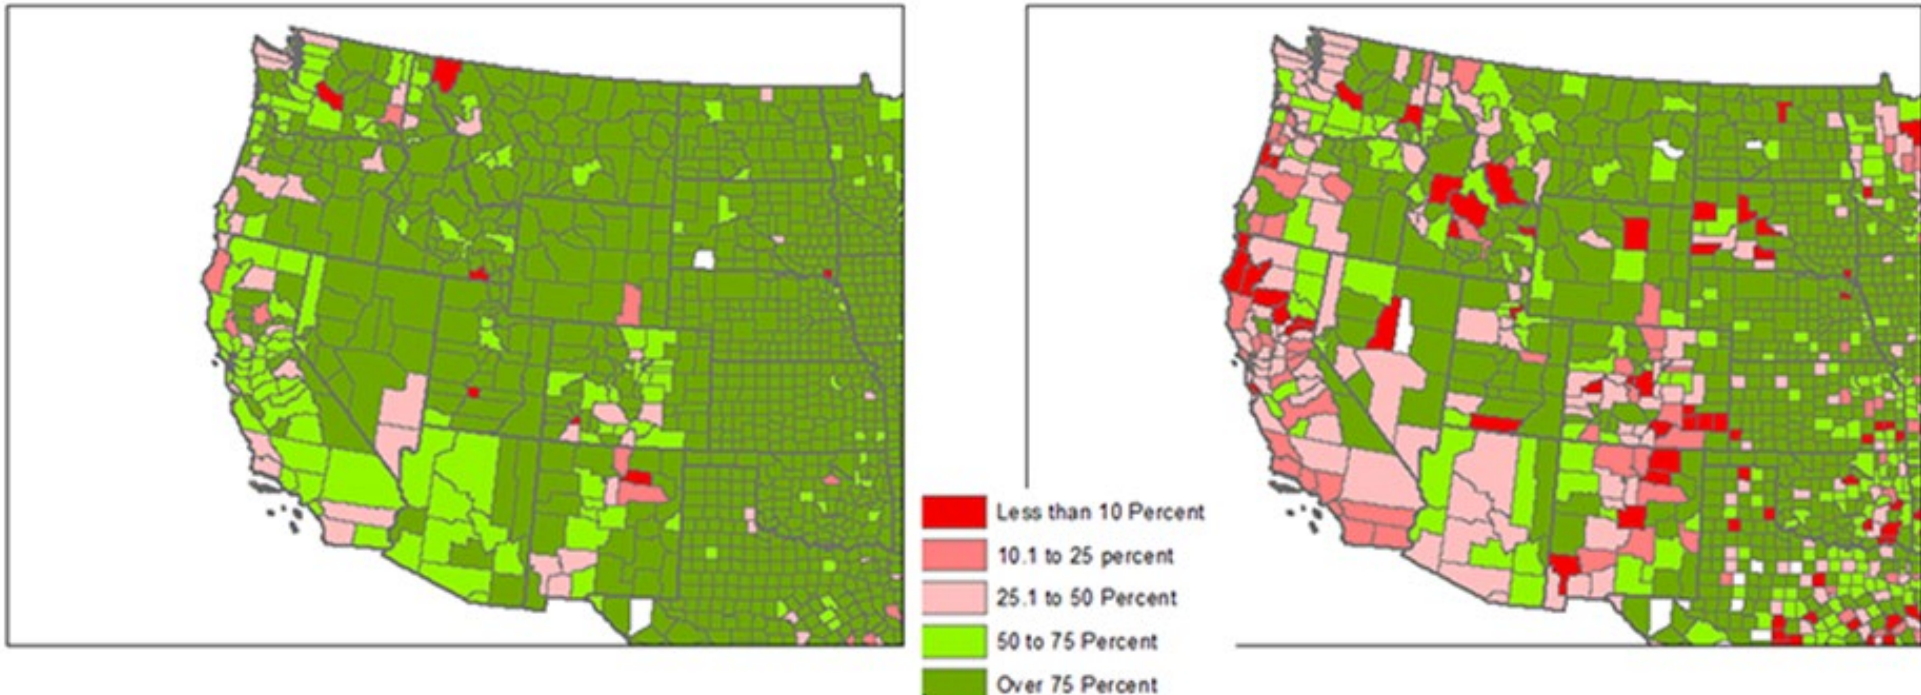 Less than 10 Percent
10.1 to 25 percent
25.1 to 50 Percent
50 to 75 Percent
Over 75 Percent